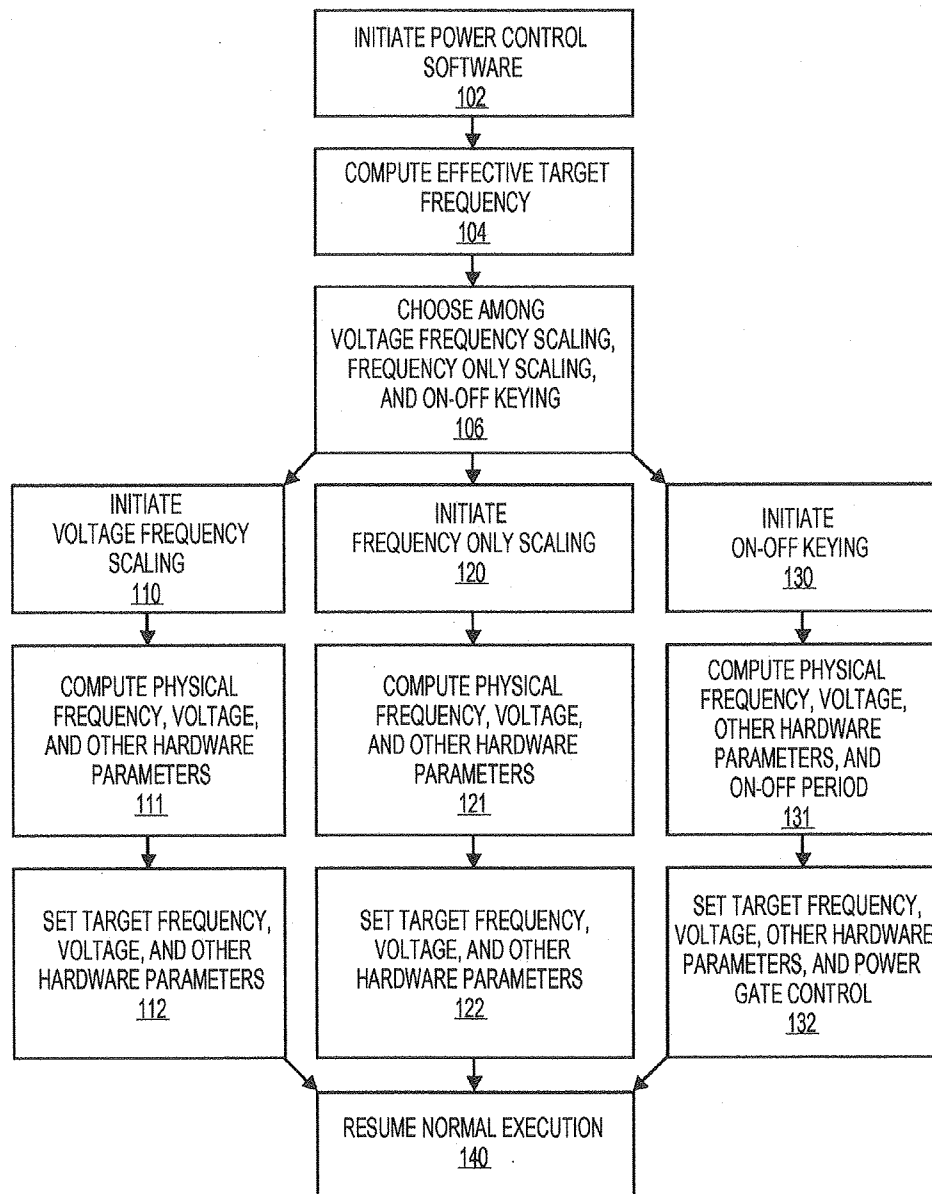 INITIATE POWER CONTROL
SOFTWARE
102
COMPUTE EFFECTIVE TARGET
FREQUENCY
104
CHOOSE AMONG
VOLTAGE FREQUENCY SCALING,
FREQUENCY ONLY SCALING,
AND ON-OFF KEYING
106
INITIATE
VOLTAGE FREQUENCY
SCALING
110
INITIATE
FREQUENCY ONLY SCALING
120
INITIATE
ON-OFF KEYING
130
COMPUTE PHYSICAL
FREQUENCY, VOLTAGE,
AND OTHER HARDWARE
PARAMETERS
111
COMPUTE PHYSICAL
FREQUENCY, VOLTAGE,
AND OTHER HARDWARE
PARAMETERS
121
COMPUTE PHYSICAL
FREQUENCY, VOLTAGE,
OTHER HARDWARE
PARAMETERS, AND
ON-OFF PERIOD
131
SET TARGET FREQUENCY,
VOLTAGE, AND OTHER
HARDWARE PARAMETERS
112
SET TARGET FREQUENCY,
VOLTAGE, AND OTHER
HARDWARE PARAMETERS
122
SET TARGET FREQUENCY,
VOLTAGE, OTHER HARDWARE
PARAMETERS, AND POWER
GATE CONTROL
132
RESUME NORMAL EXECUTION
140